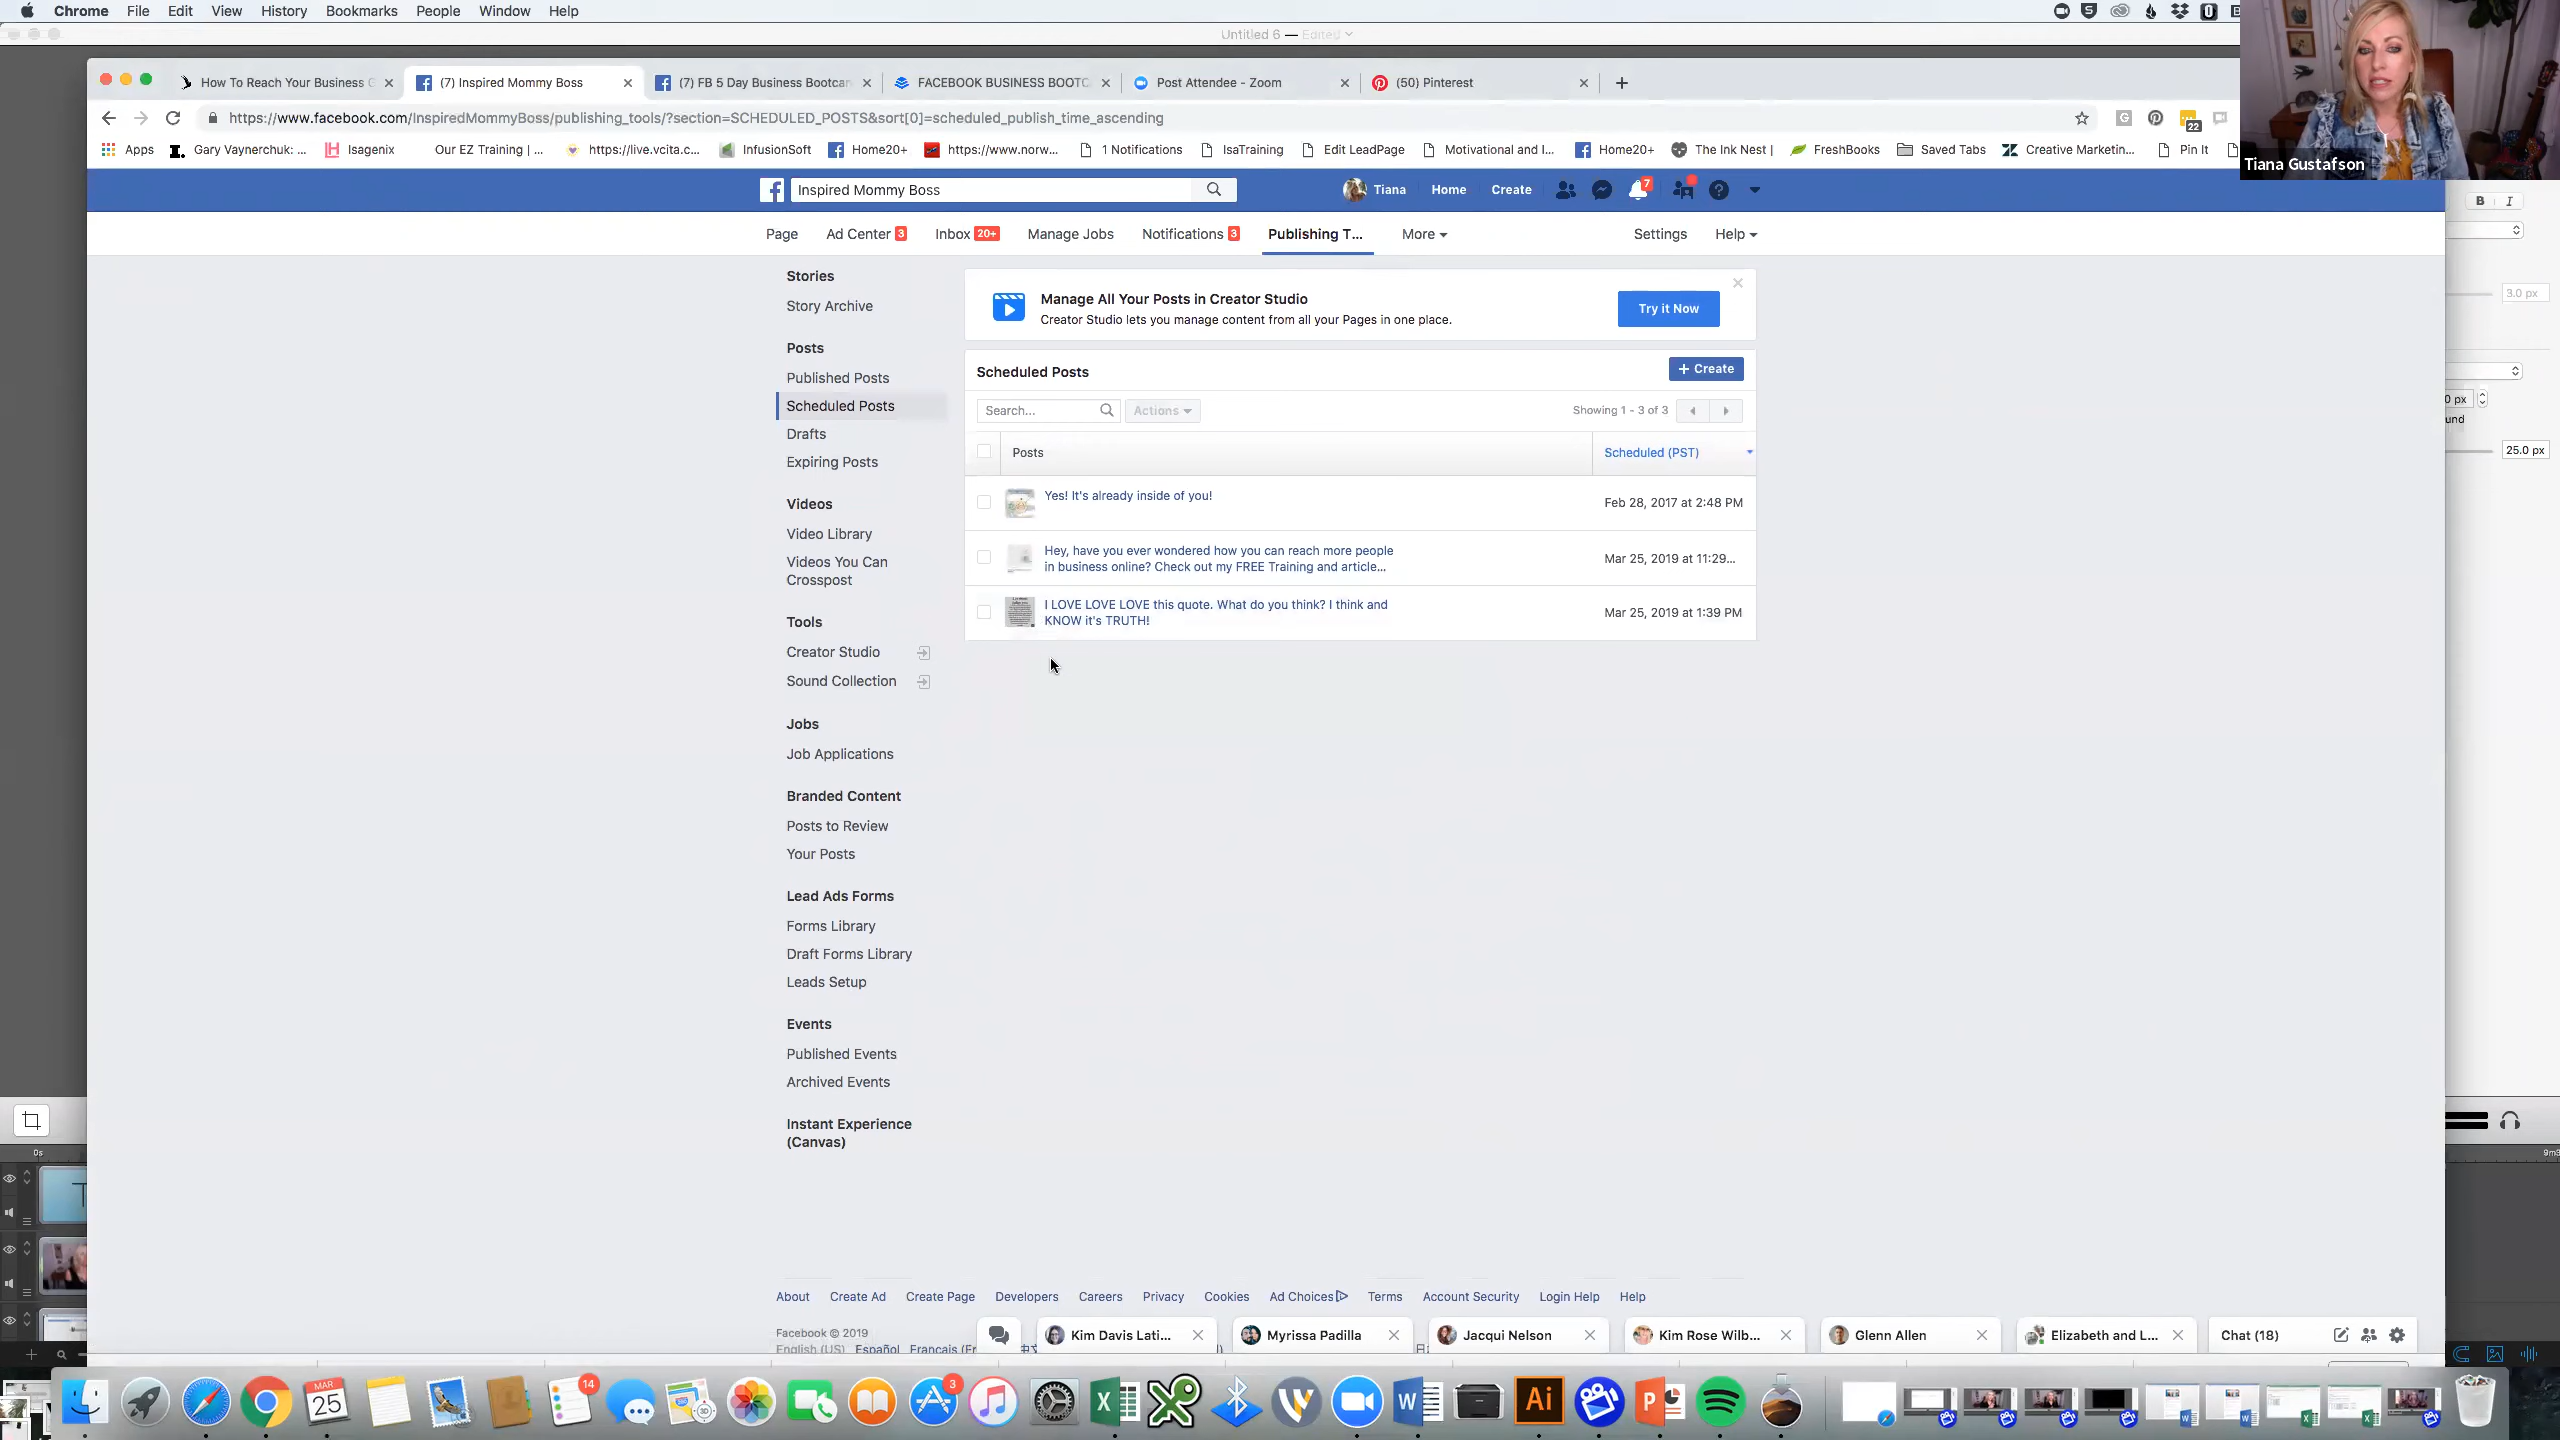 Chrome File Edit View History Bookmarks People Window Help
Untitled 6 — Edited
How To Reach Your Business G
(7) Inspired Mommy Boss
(7) FB 5 Day Business Bootcam
FACEBOOK BUSINESS BOOTC
Post Attendee - Zoom
(50) Pinterest
https://www.facebook.com/InspiredMommyBoss/publishing_tools/?section=SCHEDULED_POSTS&sort[0]=scheduled_publish_time_ascending
22
Apps Gary Vaynerchuk: ... Isagenix Our EZ Training | ... https://live.vcita.c... InfusionSoft Home20+ https://www.norw... 1 Notifications IsaTraining Edit LeadPage Motivational and I... Home20+ The Ink Nest | FreshBooks Saved Tabs Creative Marketin... Pin It
Tiana Gustafson
Inspired Mommy Boss
Tiana Home Create 7
B I
Page Ad Center 3 Inbox 20+ Manage Jobs Notifications 3 Publishing T... More Settings Help
3.0 px
0 px
und
25.0 px
Stories
Story Archive
Posts
Published Posts
Scheduled Posts
Drafts
Expiring Posts
Videos
Video Library
Videos You Can
Crosspost
Tools
Creator Studio
Sound Collection
Jobs
Job Applications
Branded Content
Posts to Review
Your Posts
Lead Ads Forms
Forms Library
Draft Forms Library
Leads Setup
Events
Published Events
Archived Events
Instant Experience
(Canvas)
Manage All Your Posts in Creator Studio
Creator Studio lets you manage content from all your Pages in one place.
Try it Now
Scheduled Posts
+ Create
Search...
Actions
Showing 1 - 3 of 3
Posts
Scheduled (PST)
Yes! It's already inside of you!
Feb 28, 2017 at 2:48 PM
Hey, have you ever wondered how you can reach more people
in business online? Check out my FREE Training and article...
Mar 25, 2019 at 11:29...
I LOVE LOVE LOVE this quote. What do you think? I think and
KNOW it's TRUTH!
Mar 25, 2019 at 1:39 PM
0s
9m
T
About Create Ad Create Page Developers Careers Privacy Cookies Ad Choices Terms Account Security Login Help Help
Facebook © 2019
English (US) Español Français (Fr
Kim Davis Lati... Myrissa Padilla Jacqui Nelson Kim Rose Wilb... Glenn Allen Elizabeth and L... Chat (18)
MAR
25
14
3
Ai